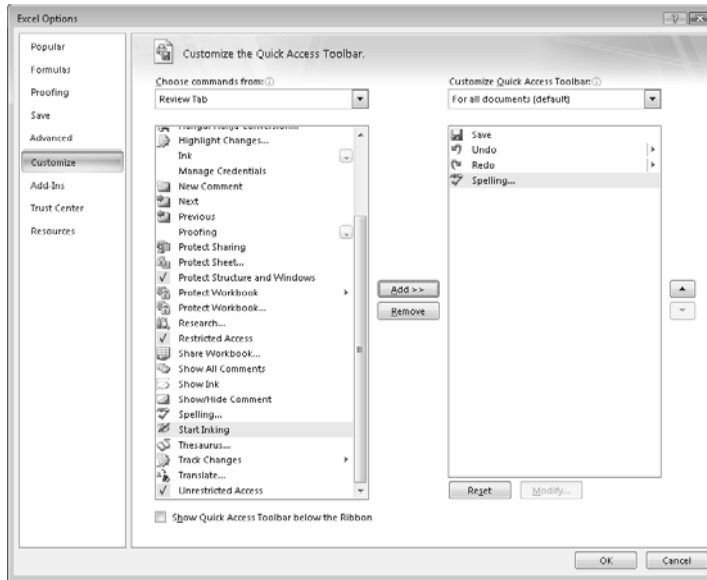 Excel Options
Popular
Formulas
Proofing
Save
Advanced
Customize
Add-Ins
Trust Center
Resources
Customize the Quick Access Toolbar.
Choose commands from:
Review Tab
Highlight Changes...
Ink
Manage Credentials
New Comment
Next
Previous
Proofing
Protect Sharing
Protect Sheet...
Protect Structure and Windows
Protect Workbook
Protect Workbook...
Research...
Restricted Access
Share Workbook...
Show All Comments
Show Ink
Show/Hide Comment
Spelling...
Start Inking
Thesaurus...
Track Changes
Translate...
Unrestricted Access
Show Quick Access Toolbar below the Ribbon
Add >>
Remove
Customize Quick Access Toolbar:
For all documents (default)
Save
Undo
Redo
Spelling...
Reset
Modify...
OK
Cancel